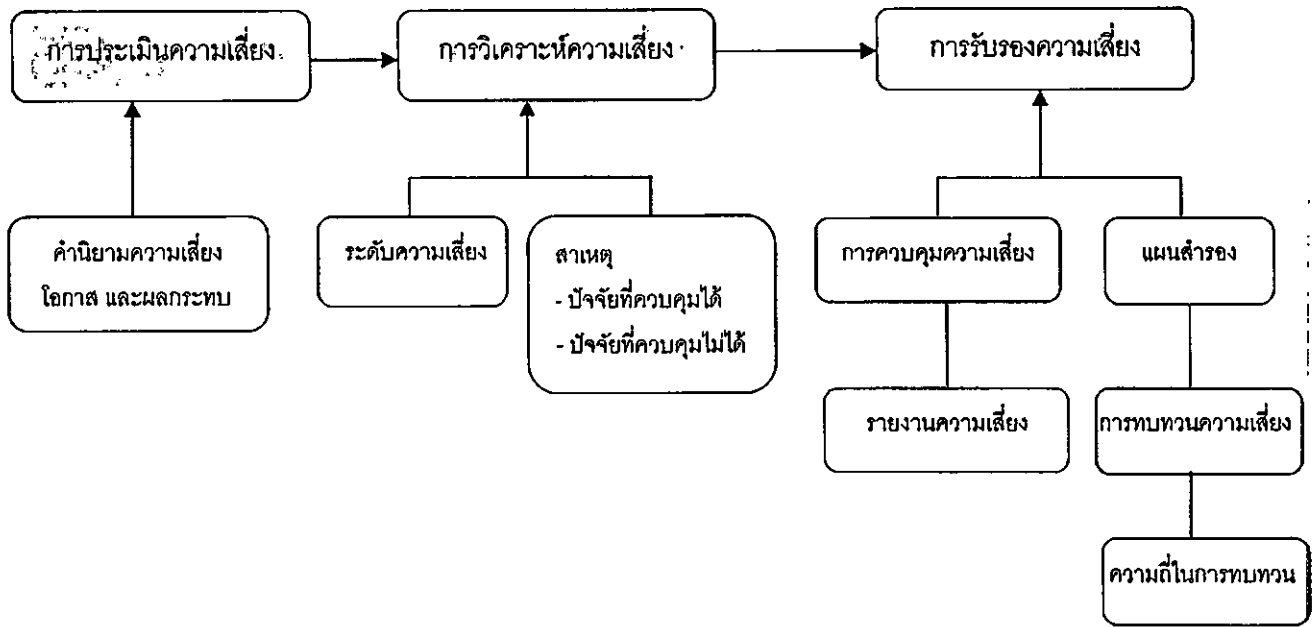 การประเมินความเสี่ยง
การวิเคราะห์ความเสี่ยง
การรับรองความเสี่ยง
คำนิยามความเสี่ยง
โอกาส และผลกระทบ
ระดับความเสี่ยง
สาเหตุ
- ปัจจัยที่ควบคุมได้
- ปัจจัยที่ควบคุมไม่ได้
การควบคุมความเสี่ยง
แผนสำรอง
รายงานความเสี่ยง
การทบทวนความเสี่ยง
ความถี่ในการทบทวน